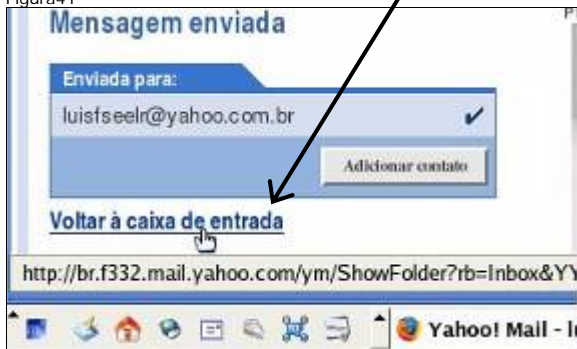 Mensagem enviada
Enviada para:
luisfseelr@yahoo.com.br
Adicionar contato
Voltar à caixa de entrada
http://br.f332.mail.yahoo.com/ym/ShowFolder?rb=Inbox&YY
Yahoo! Mail - I